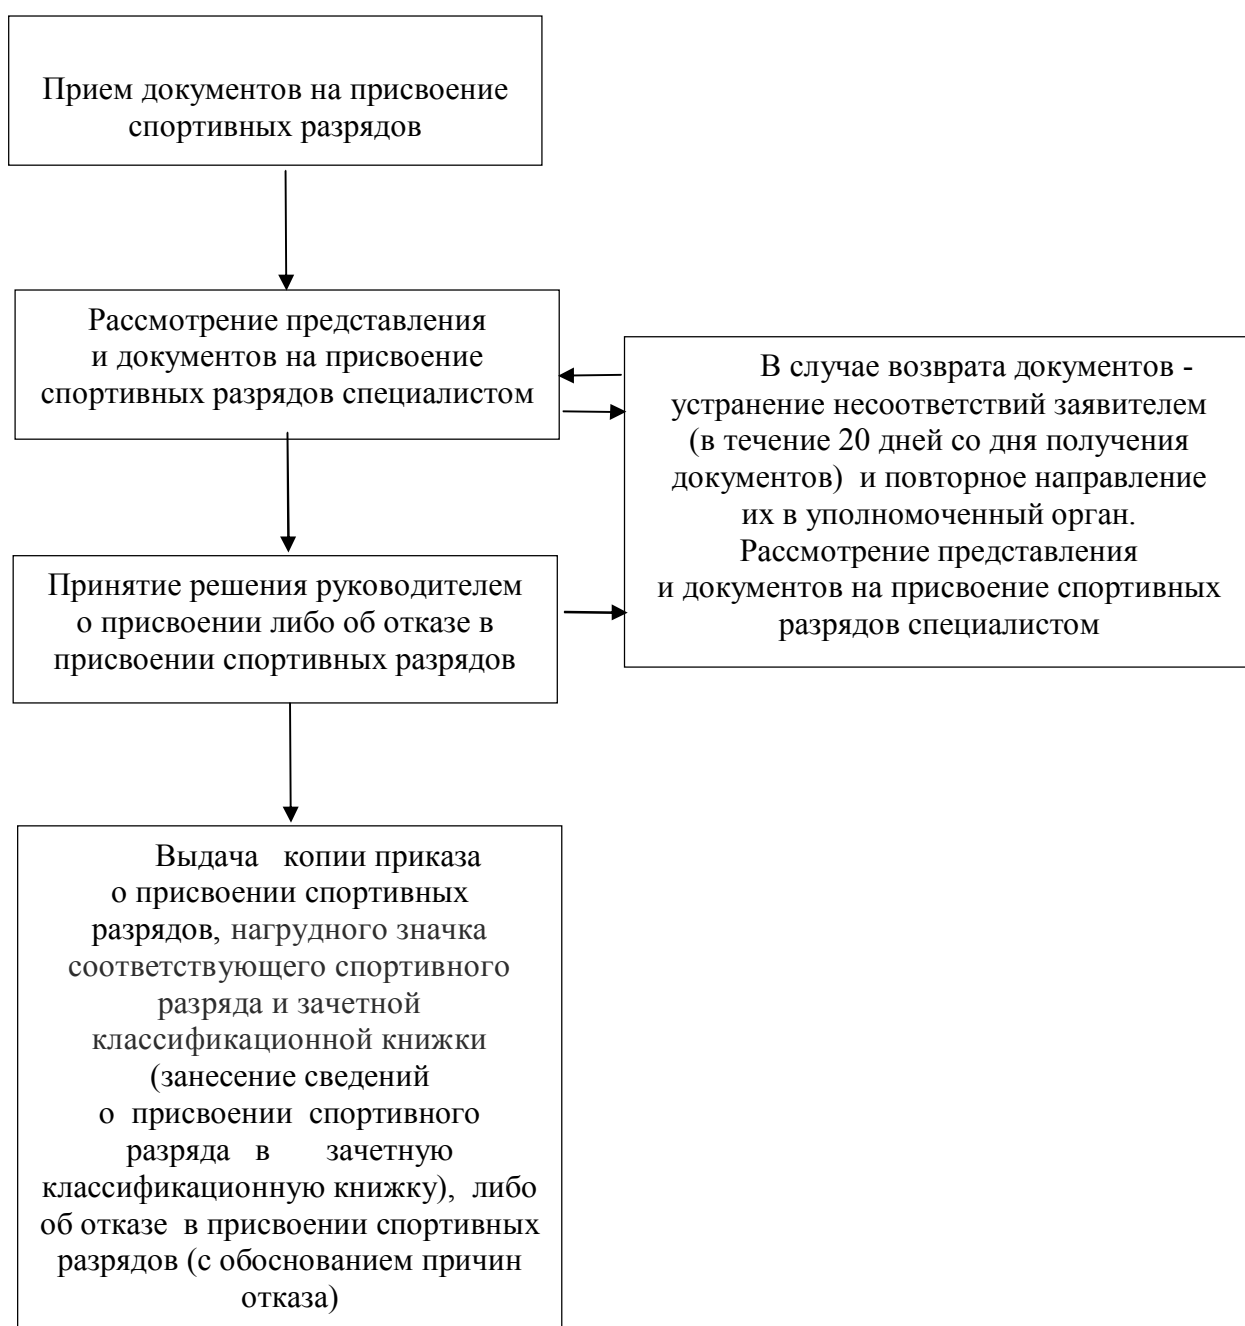 Прием документов на присвоение
спортивных разрядов
Рассмотрение представления
и документов на присвоение
спортивных разрядов специалистом
В случае возврата документов -
устранение несоответствий заявителем
(в течение 20 дней со дня получения
документов) и повторное направление
их в уполномоченный орган.
Рассмотрение представления
и документов на присвоение спортивных
разрядов специалистом
Принятие решения руководителем
о присвоении либо об отказе в
присвоении спортивных разрядов
Выдача копии приказа
о присвоении спортивных
разрядов, нагрудного значка
соответствующего спортивного
разряда и зачетной
классификационной книжки
(занесение сведений
о присвоении спортивного
разряда в зачетную
классификационную книжку), либо
об отказе в присвоении спортивных
разрядов (с обоснованием причин
отказа)